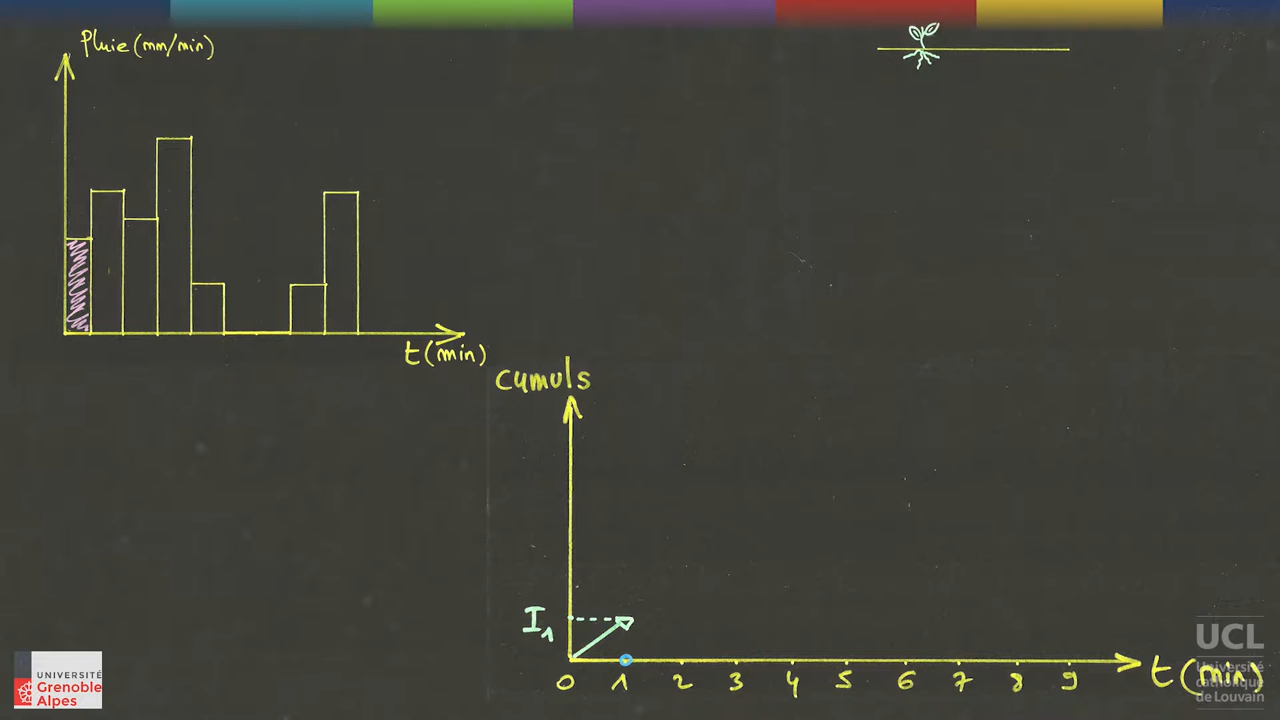 Pluie (mm/min)
t (min)
cumuls
I1
0 1 2 3 4 5 6 7 8 9
t (min)
UNIVERSITÉ
Grenoble
Alpes
UCL
Université
catholique
de Louvain